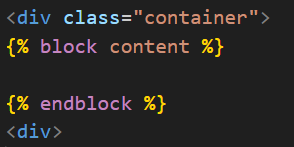 <div class="container">
{% block content %}
{% endblock %}
<div>